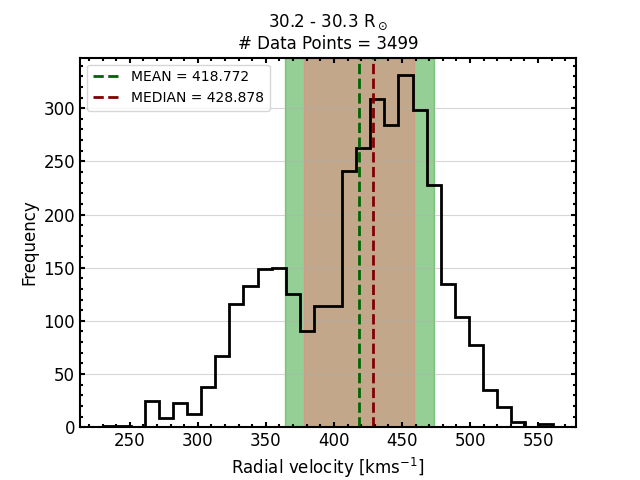 30.2 - 30.3 R⊙
# Data Points = 3499
MEAN = 418.772
MEDIAN = 428.878
Frequency
300
250
200
150
100
50
0
250 300 350 400 450 500 550
Radial velocity [kms⁻¹]